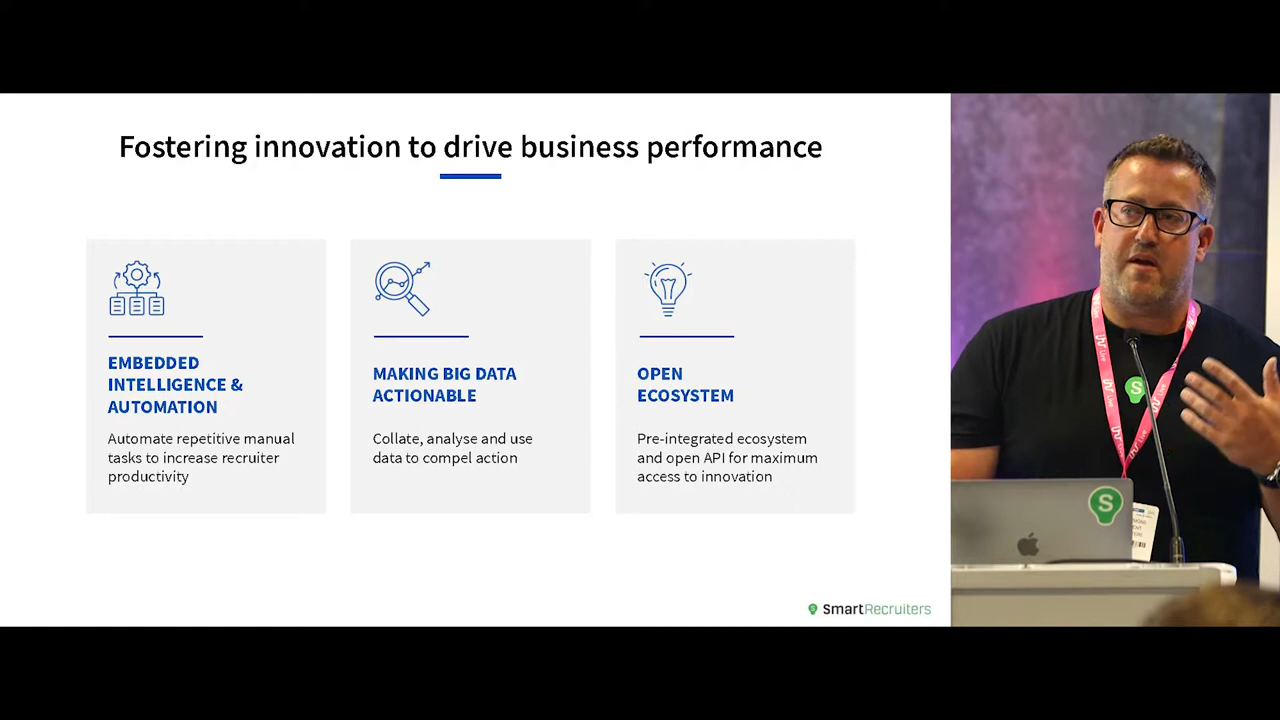 Fostering innovation to drive business performance
EMBEDDED
INTELLIGENCE &
AUTOMATION
Automate repetitive manual
tasks to increase recruiter
productivity
MAKING BIG DATA
ACTIONABLE
Collate, analyse and use
data to compel action
OPEN
ECOSYSTEM
Pre-integrated ecosystem
and open API for maximum
access to innovation
SmartRecruiters
S
S
Live